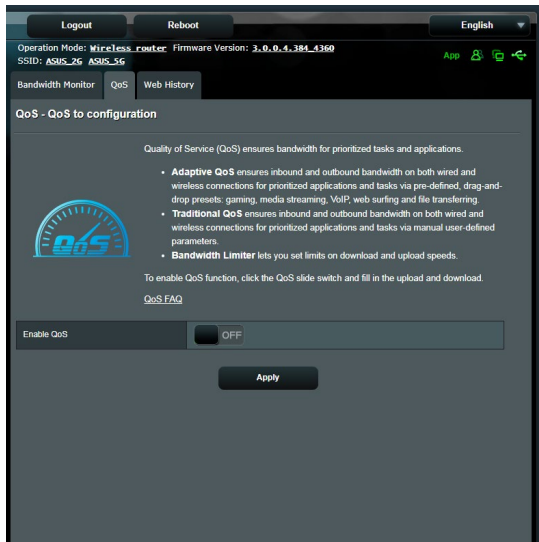 Logout
Reboot
English
Operation Mode: Wireless router Firmware Version: 3.0.0.4.384_4360
SSID: ASUS_2G ASUS_5G
App
Bandwidth Monitor
QoS
Web History
QoS - QoS to configuration
Quality of Service (QoS) ensures bandwidth for prioritized tasks and applications.
• Adaptive QoS ensures inbound and outbound bandwidth on both wired and
wireless connections for prioritized applications and tasks via pre-defined, drag-and-
drop presets: gaming, media streaming, VoIP, web surfing and file transferring.
• Traditional QoS ensures inbound and outbound bandwidth on both wired and
wireless connections for prioritized applications and tasks via manual user-defined
parameters.
• Bandwidth Limiter lets you set limits on download and upload speeds.
QoS
To enable QoS function, click the QoS slide switch and fill in the upload and download.
QoS FAQ
Enable QoS
OFF
Apply